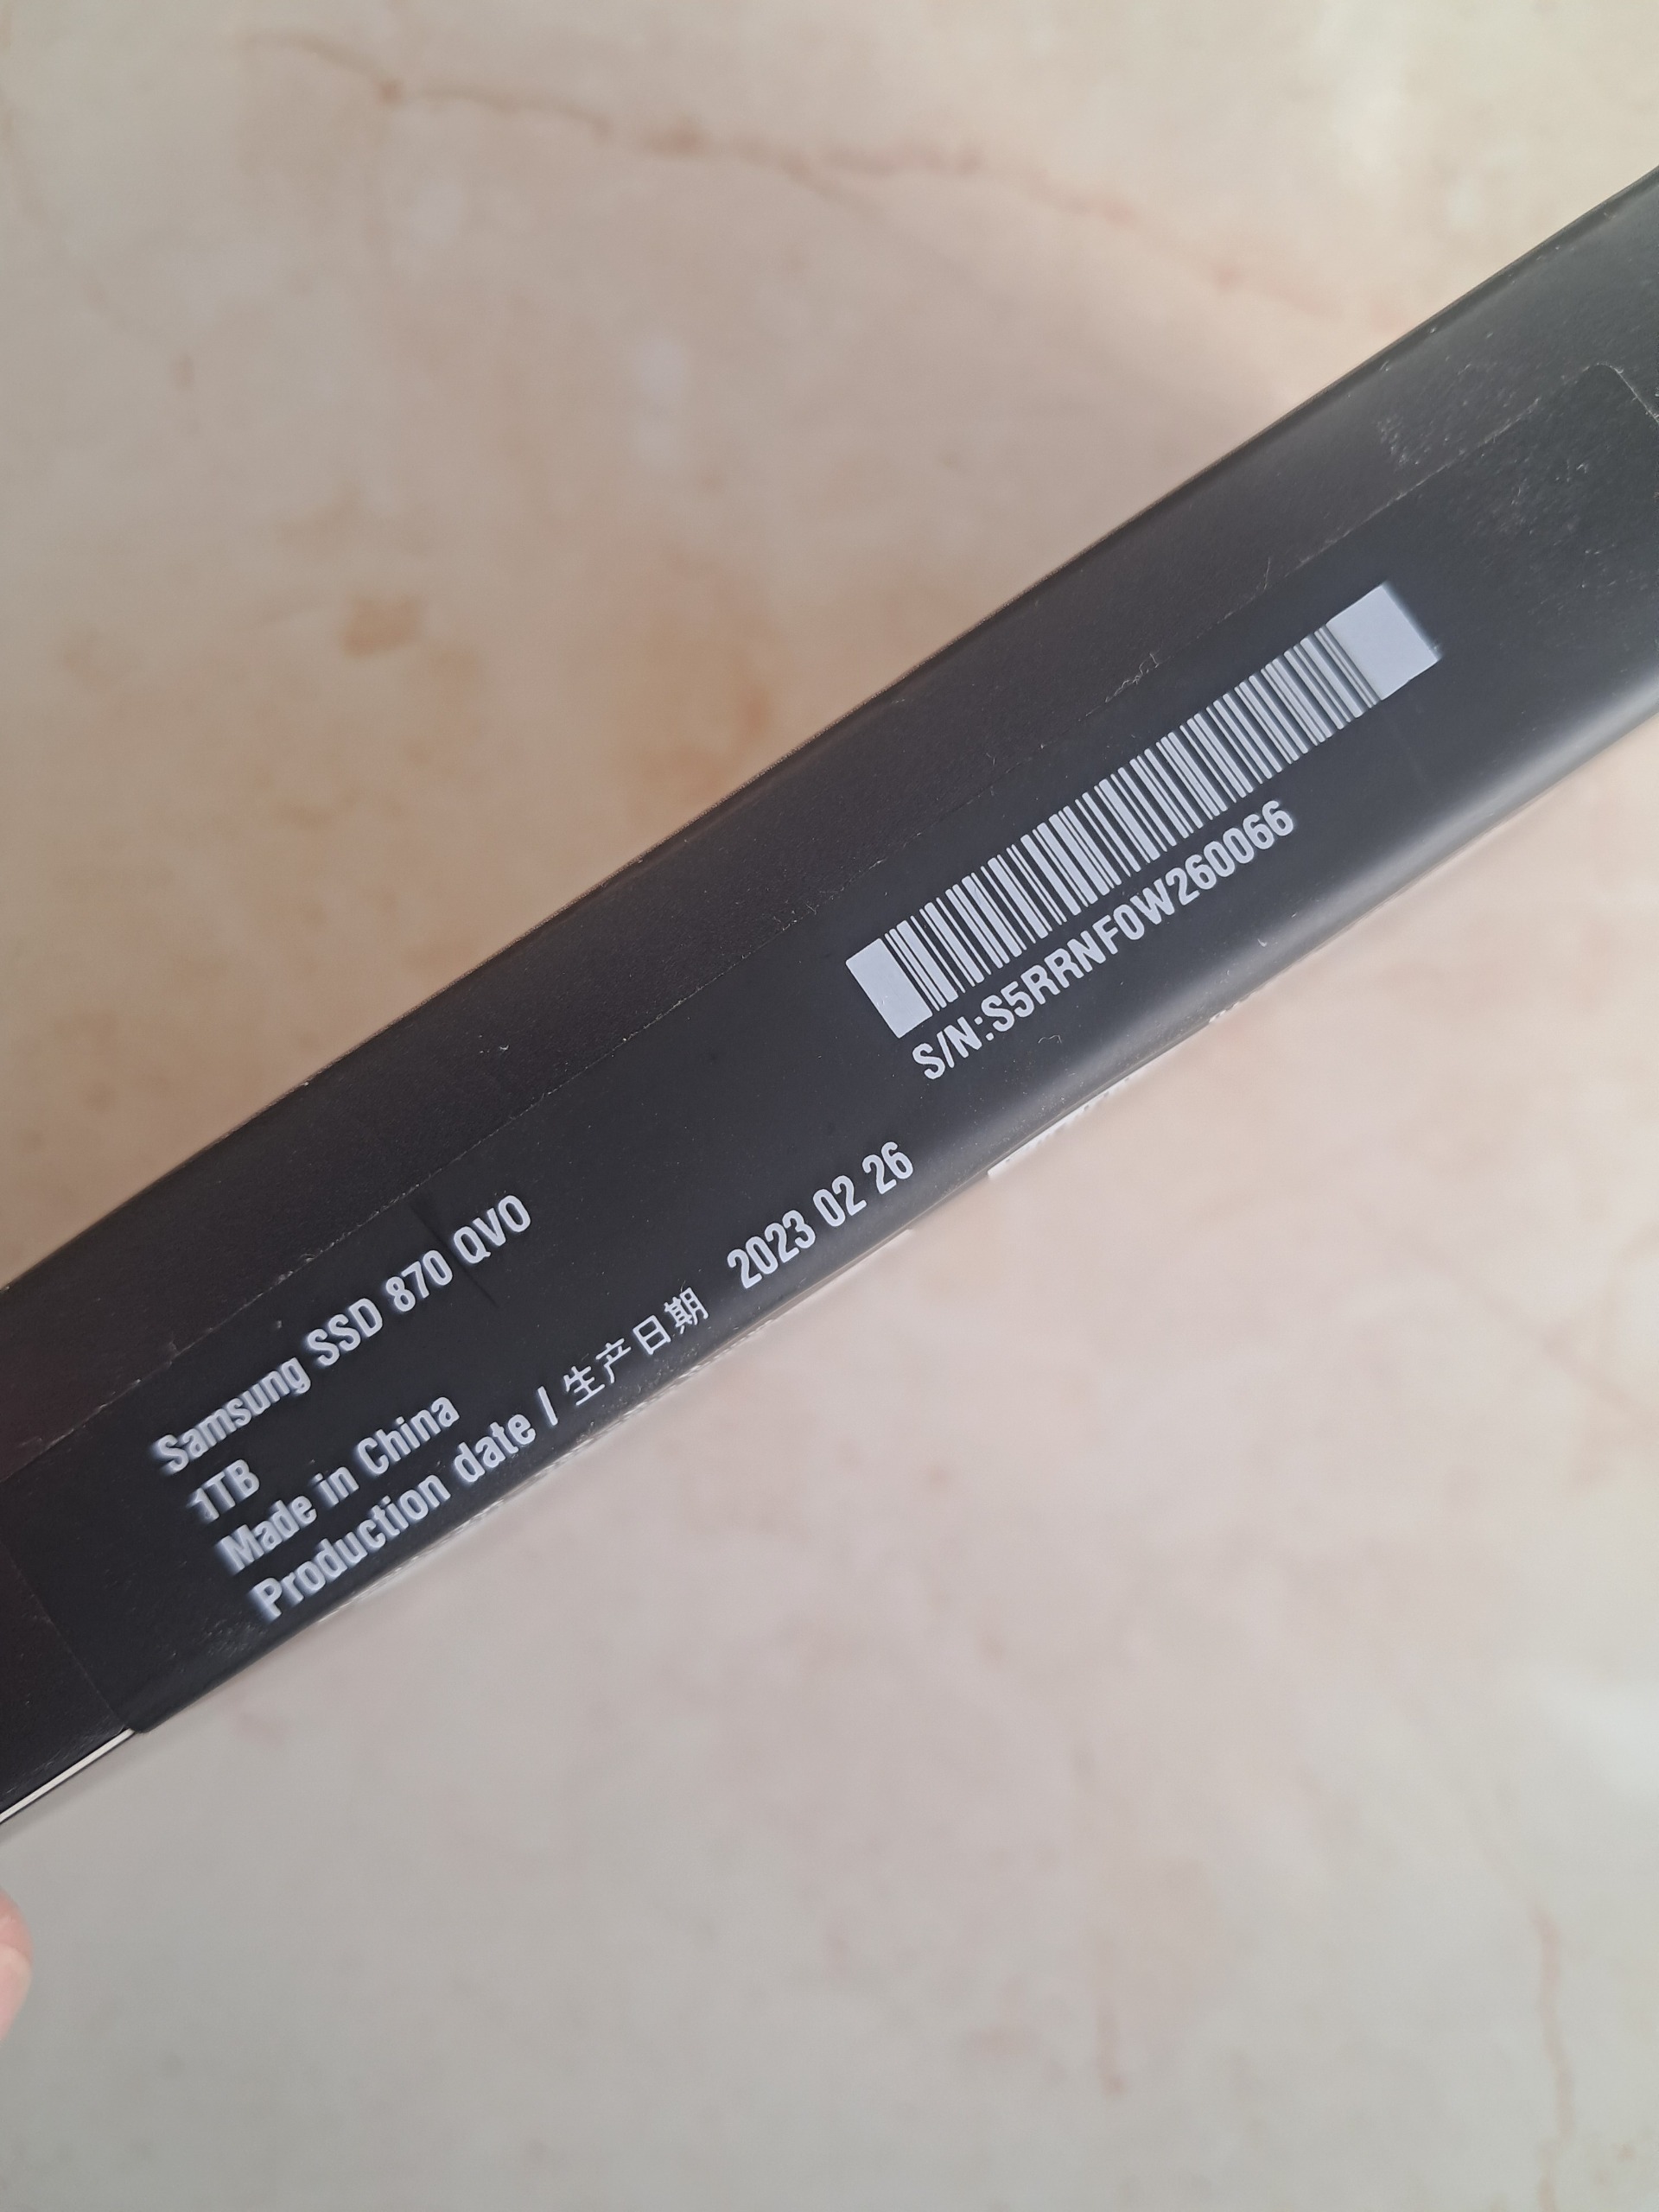 Samsung SSD 870 QVO
1TB
Made in China
Production date / 生产日期 2023 02 26
S/N:S5RRNF0W260066